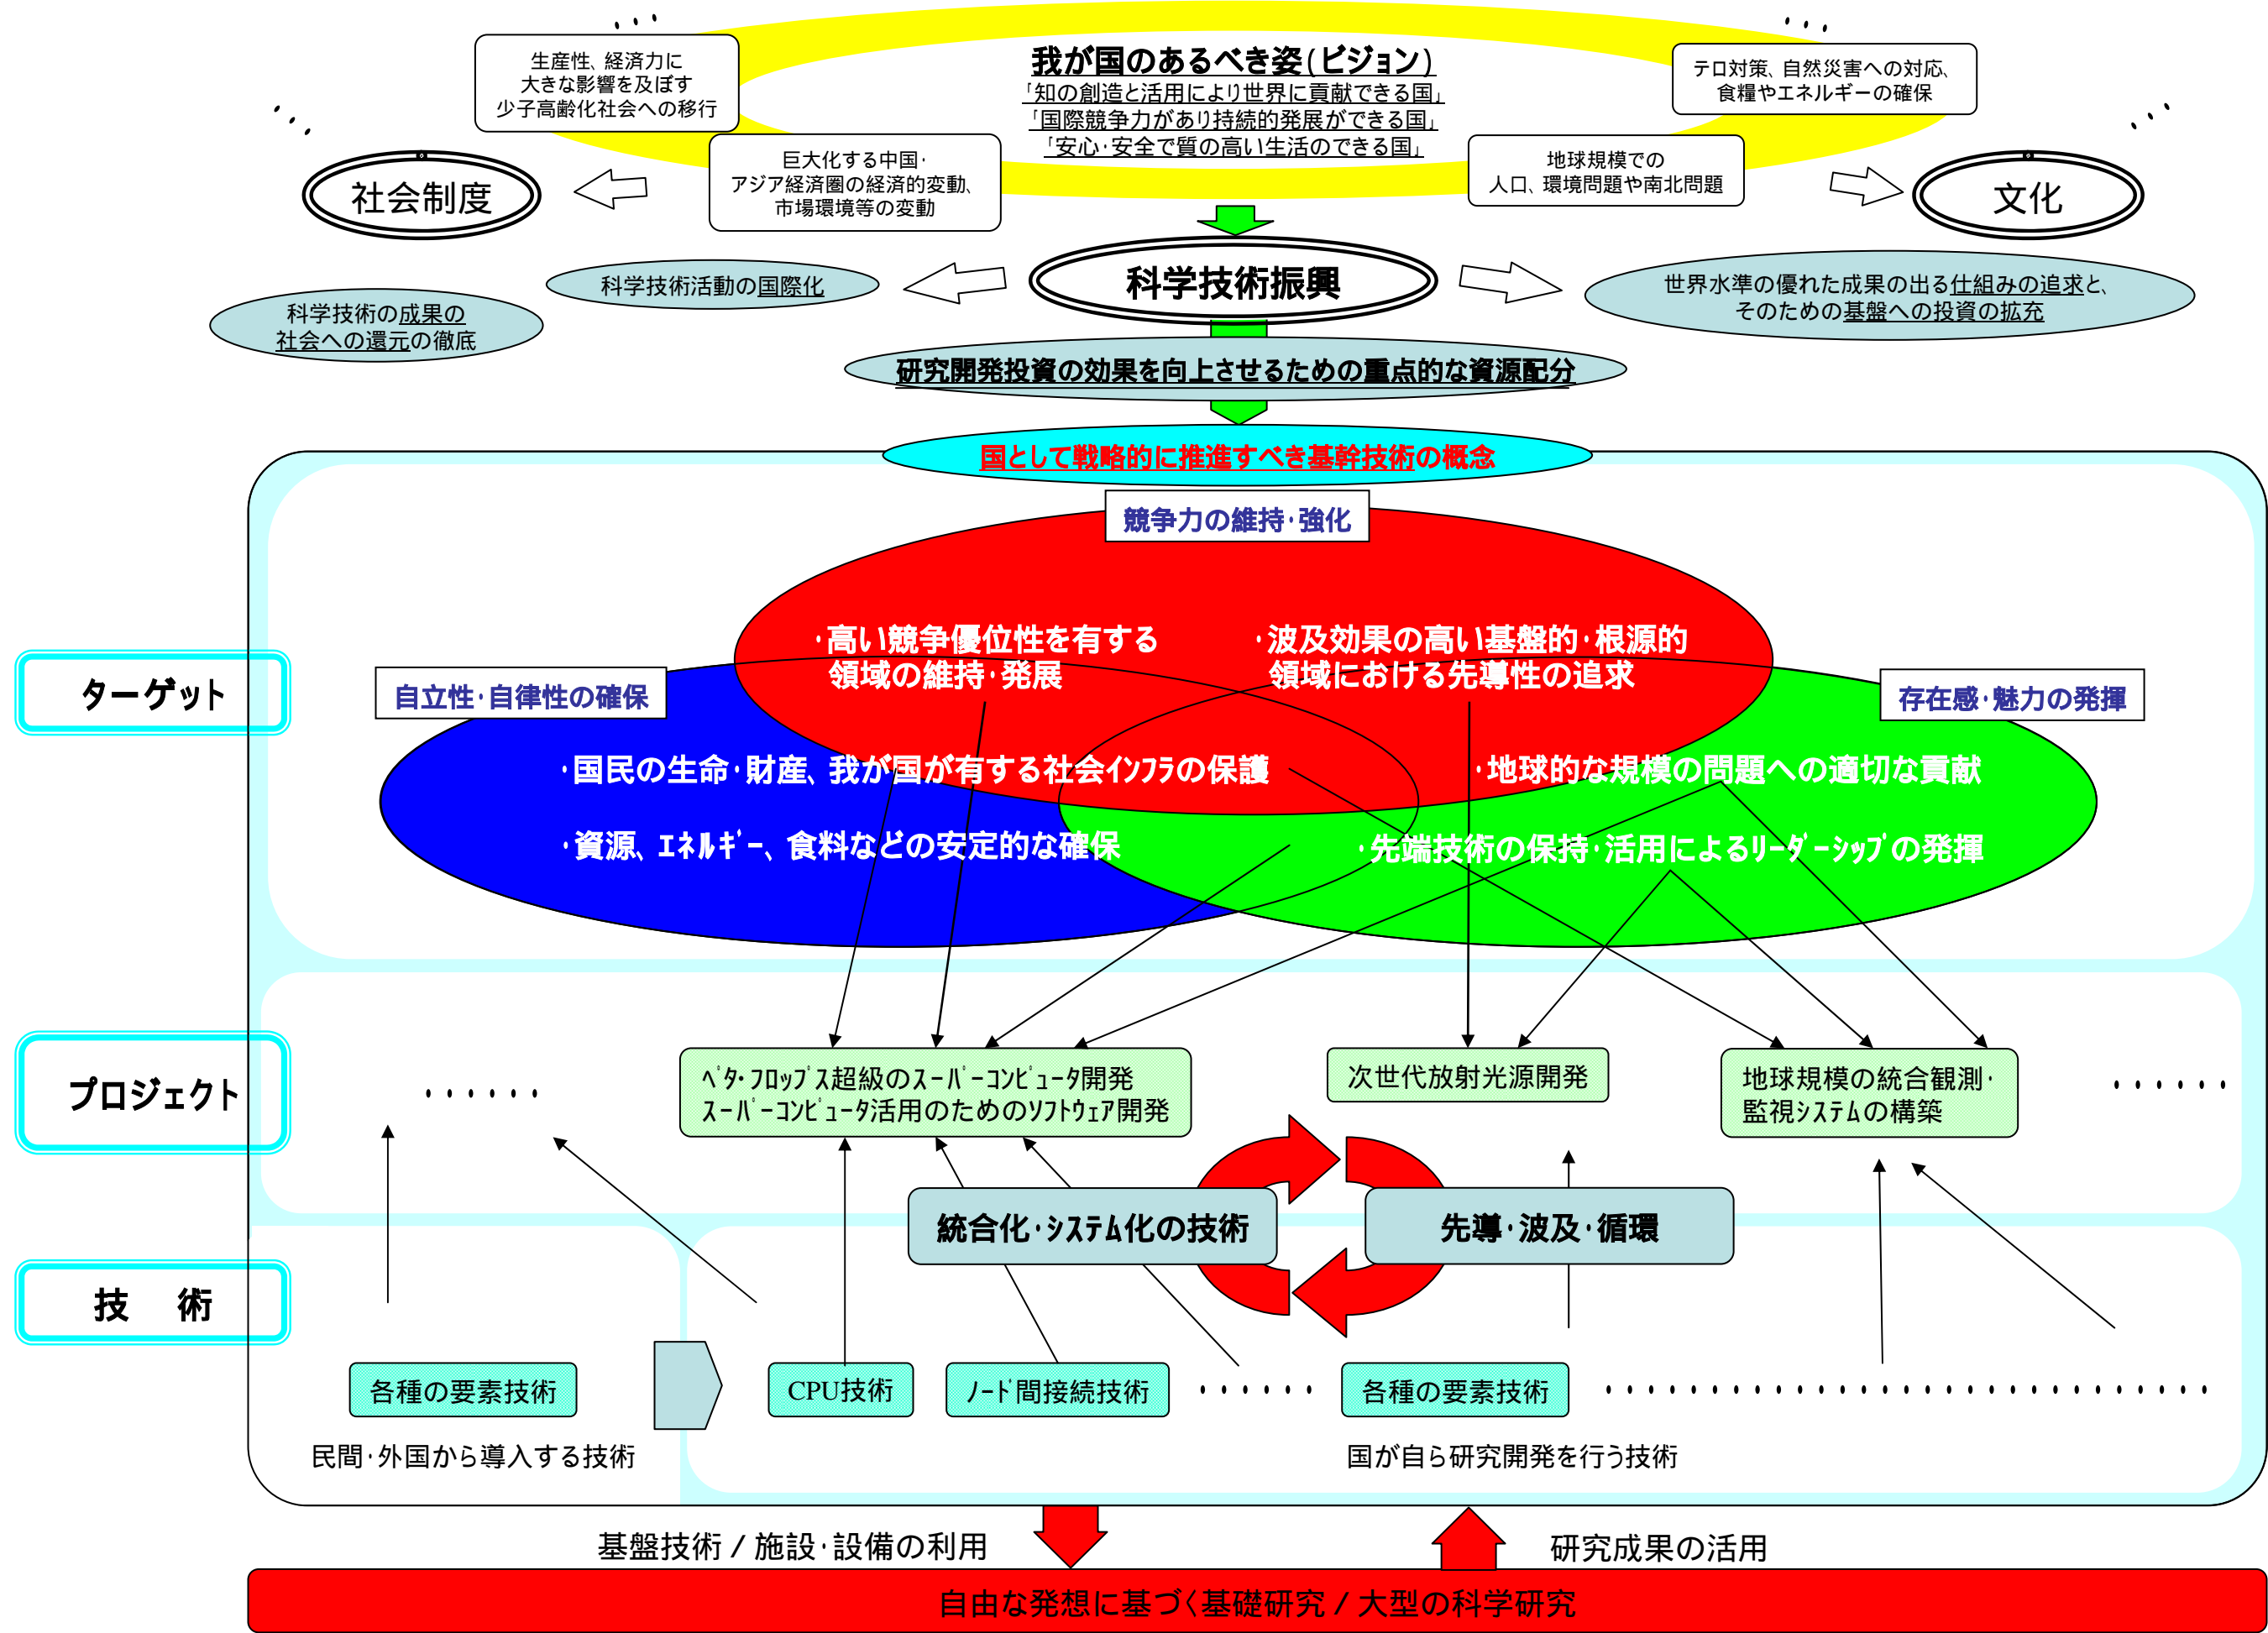 生産性、経済力に
大きな影響を及ぼす
少子高齢化社会への移行
我が国のあるべき姿(ビジョン)
「知の創造と活用により世界に貢献できる国」
「国際競争力があり持続的発展ができる国」
「安心・安全で質の高い生活のできる国」
テロ対策、自然災害への対応、
食糧やエネルギーの確保
巨大化する中国・
アジア経済圏の経済的変動、
市場環境等の変動
地球規模での
人口、環境問題や南北問題
社会制度
文化
科学技術振興
科学技術活動の国際化
科学技術の成果の
社会への還元の徹底
世界水準の優れた成果の出る仕組みの追求と、
そのための基盤への投資の拡充
研究開発投資の効果を向上させるための重点的な資源配分
国として戦略的に推進すべき基幹技術の概念
競争力の維持・強化
・高い競争優位性を有する
領域の維持・発展
・波及効果の高い基盤的・根源的
領域における先導性の追求
ターゲット
自立性・自律性の確保
存在感・魅力の発揮
・国民の生命・財産、我が国が有する社会ｲﾝﾌﾗの保護
・地球的な規模の問題への適切な貢献
・資源、ｴﾈﾙｷﾞｰ、食料などの安定的な確保
・先端技術の保持・活用によるﾘｰﾀﾞｰｼｯﾌﾟの発揮
プロジェクト
・・・・・・
ﾍﾟﾀ・ﾌﾛｯﾌﾟｽ超級のｽｰﾊﾟｰｺﾝﾋﾟｭｰﾀ開発
ｽｰﾊﾟｰｺﾝﾋﾟｭｰﾀ活用のためのｿﾌﾄｳｪｱ開発
次世代放射光源開発
地球規模の統合観測・
監視ｼｽﾃﾑの構築
・・・・・・
統合化・ｼｽﾃﾑ化の技術
先導・波及・循環
技　術
各種の要素技術
CPU技術
ﾉｰﾄﾞ間接続技術
・・・・・・
各種の要素技術
・・・・・・・・・・・・・・・・・・・・・・・・・・・・・
民間・外国から導入する技術
国が自ら研究開発を行う技術
基盤技術 / 施設・設備の利用
研究成果の活用
自由な発想に基づく基礎研究 / 大型の科学研究